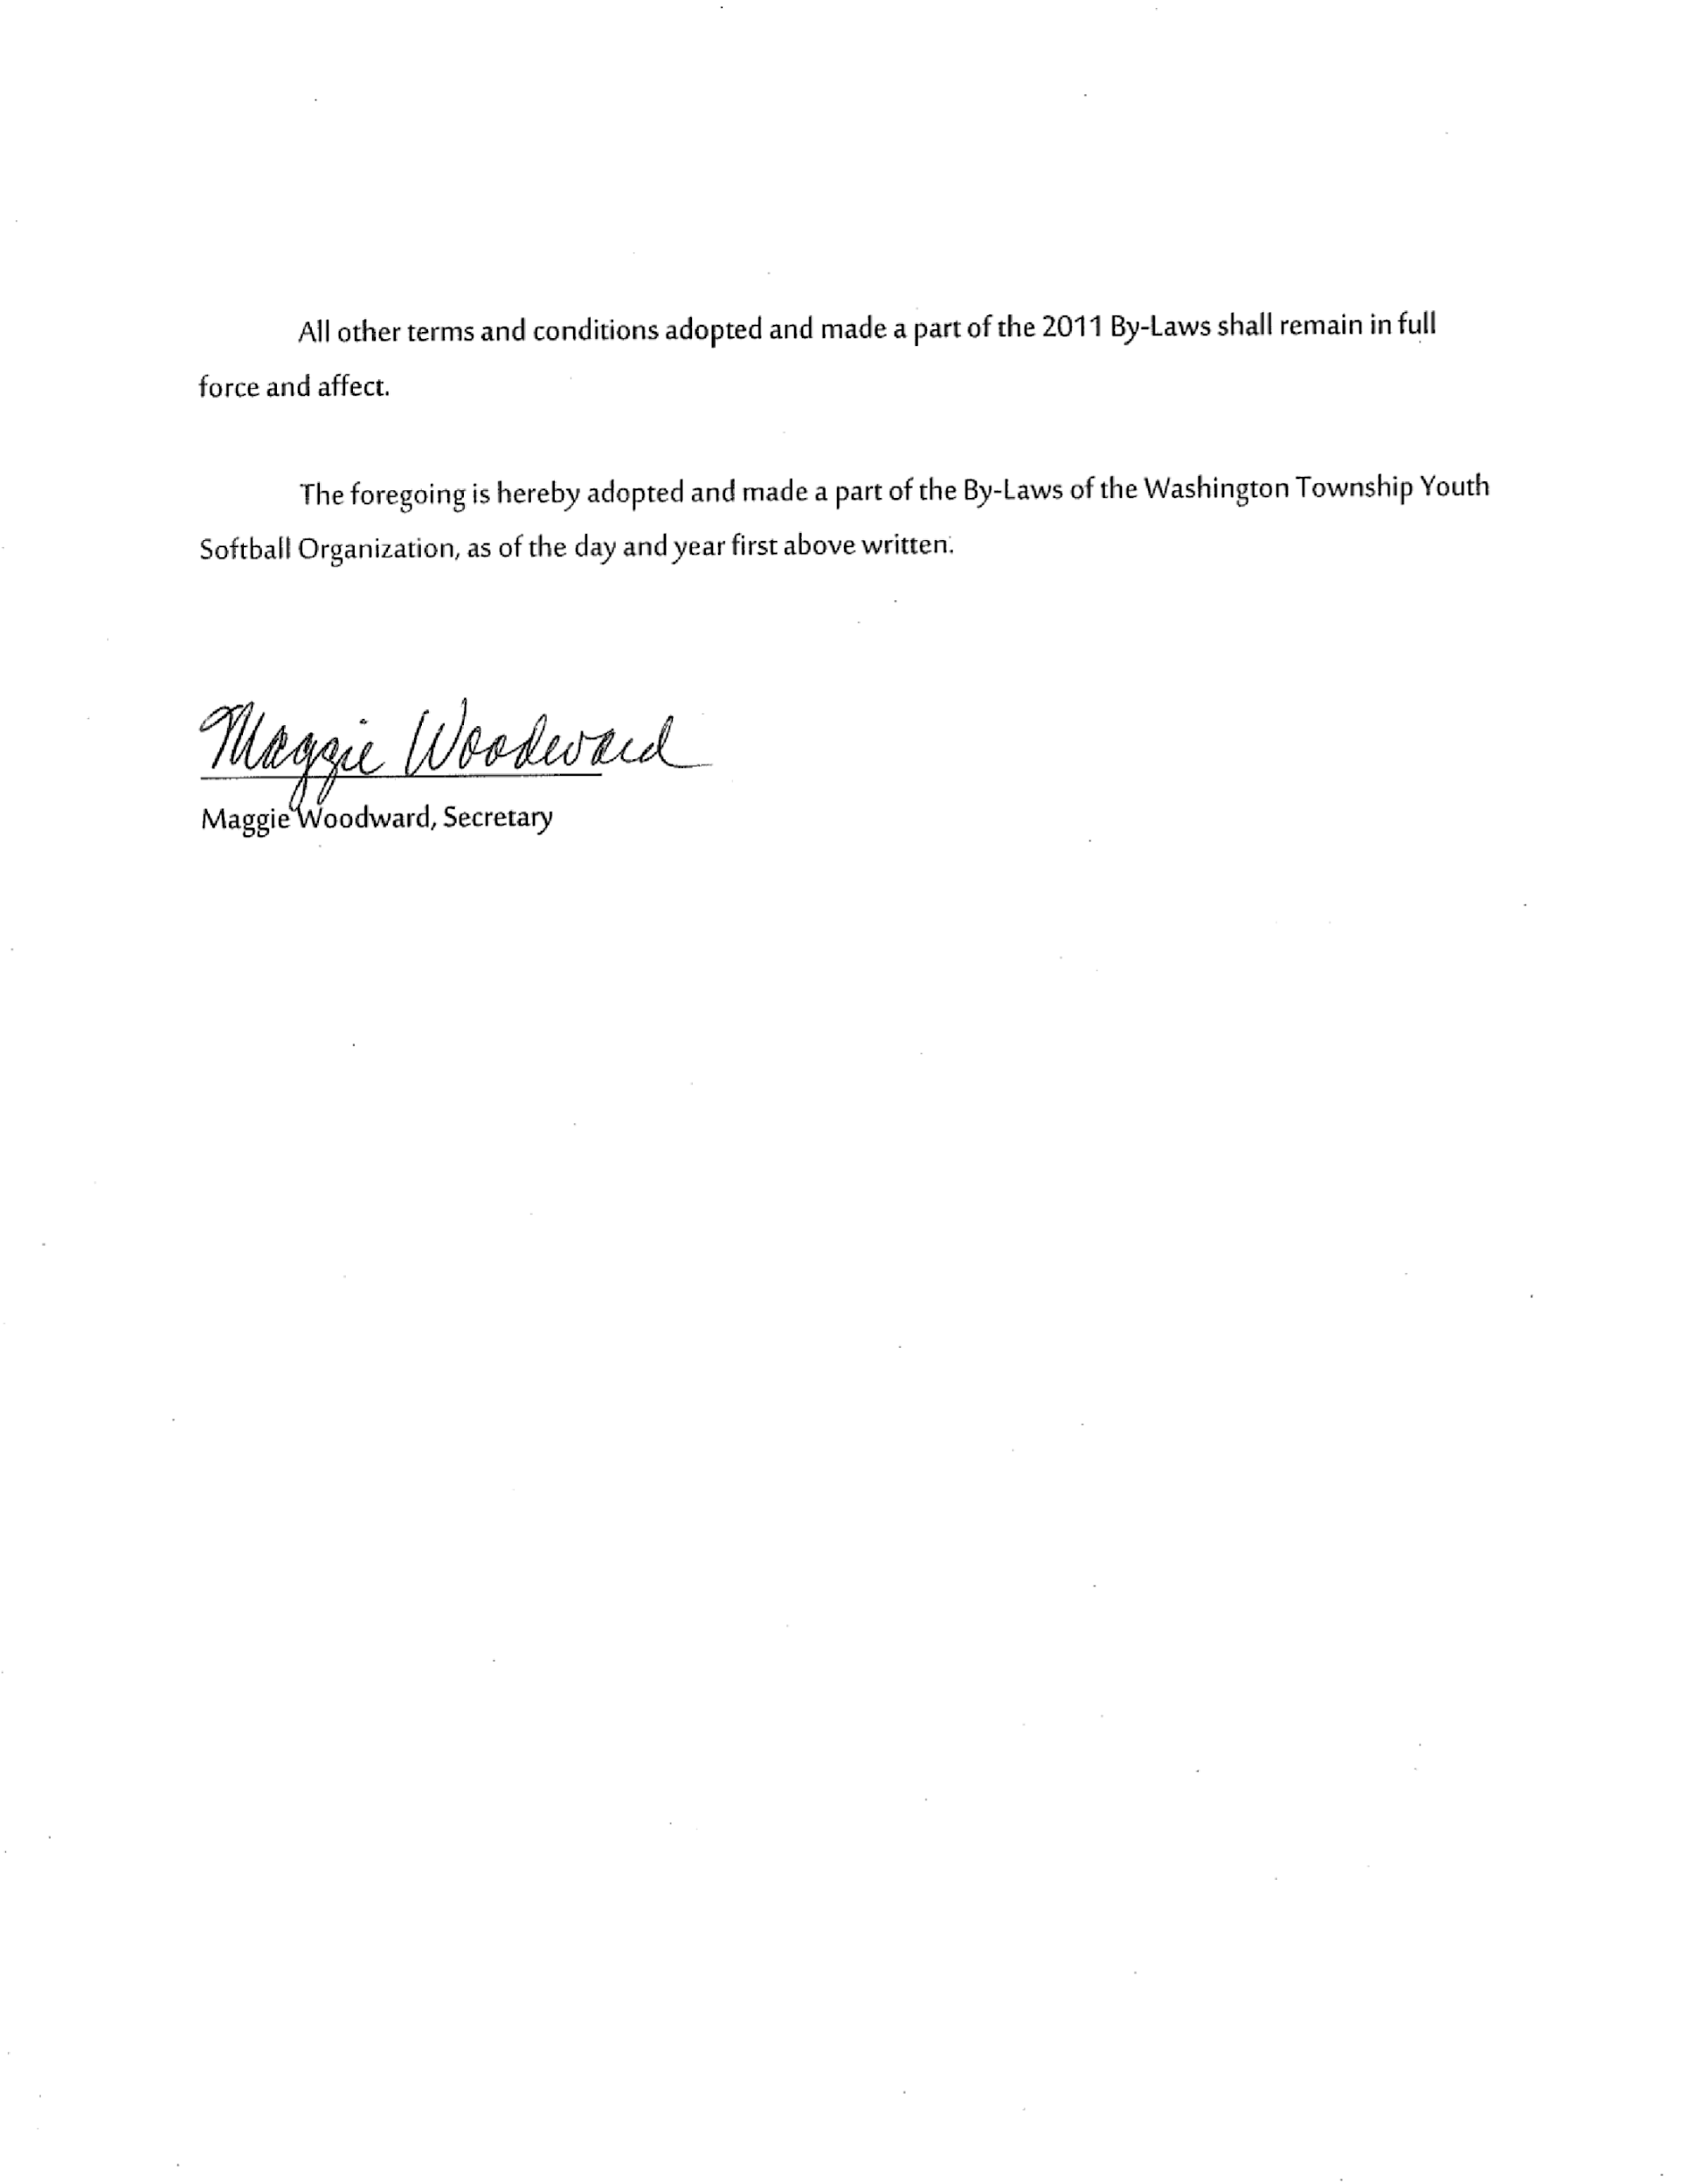 All other terms and conditions adopted and made a part of the 2011 By-Laws shall remain in full
force and affect.
The foregoing is hereby adopted and made a part of the By-Laws of the Washington Township Youth
Softball Organization, as of the day and year first above written.
Maggie Woodward
Maggie Woodward, Secretary